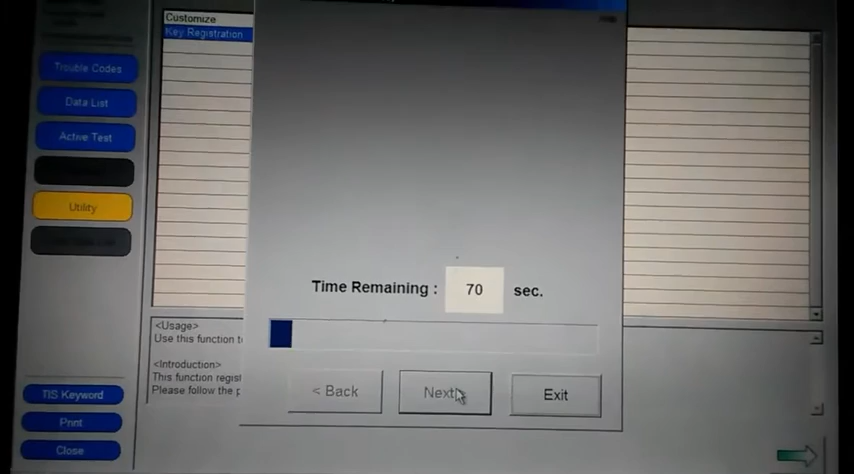 Customize
Key Registration
Trouble Codes
Data List
Active Test
Utility
Time Remaining : 70 sec.
<Usage>
Use this function t
<Introduction>
This function regist
Please follow the p
< Back
Next
Exit
TIS Keyword
Print
Close